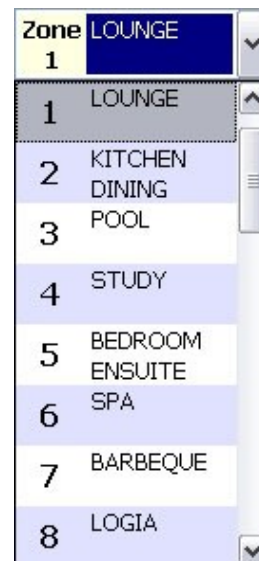 Zone LOUNGE
1
1 LOUNGE
2 KITCHEN
DINING
3 POOL
4 STUDY
5 BEDROOM
ENSUITE
6 SPA
7 BARBEQUE
8 LOGIA